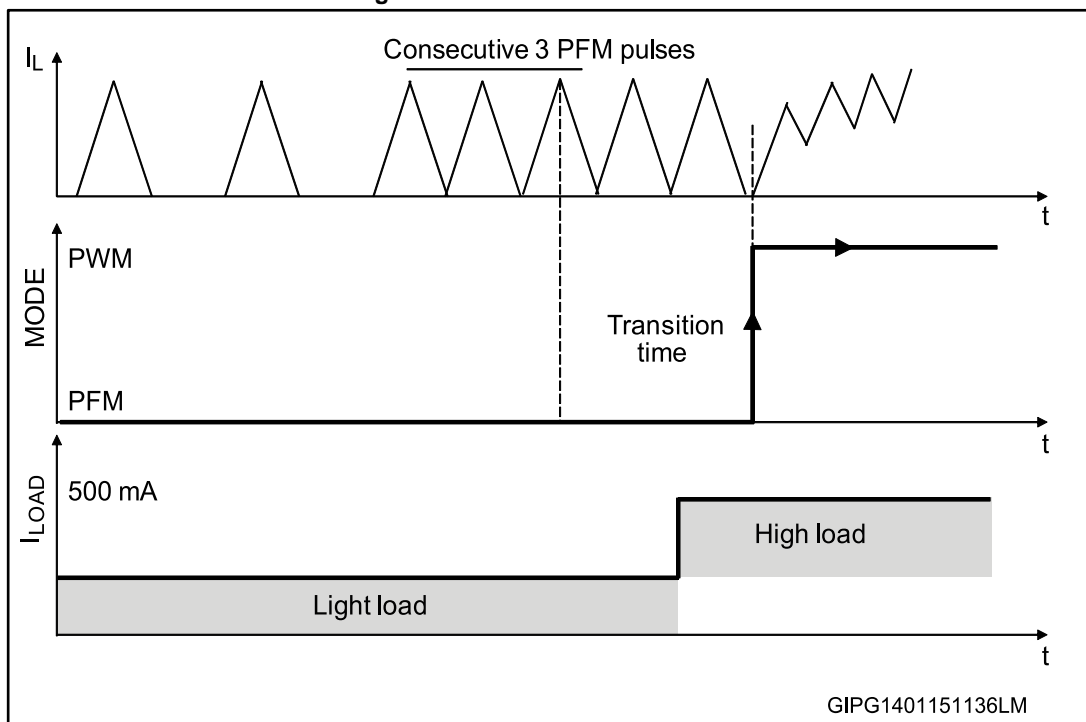 Consecutive 3 PFM pulses
IL
t
PWM
MODE
Transition
time
PFM
t
ILOAD
500 mA
High load
Light load
t
GIPG1401151136LM